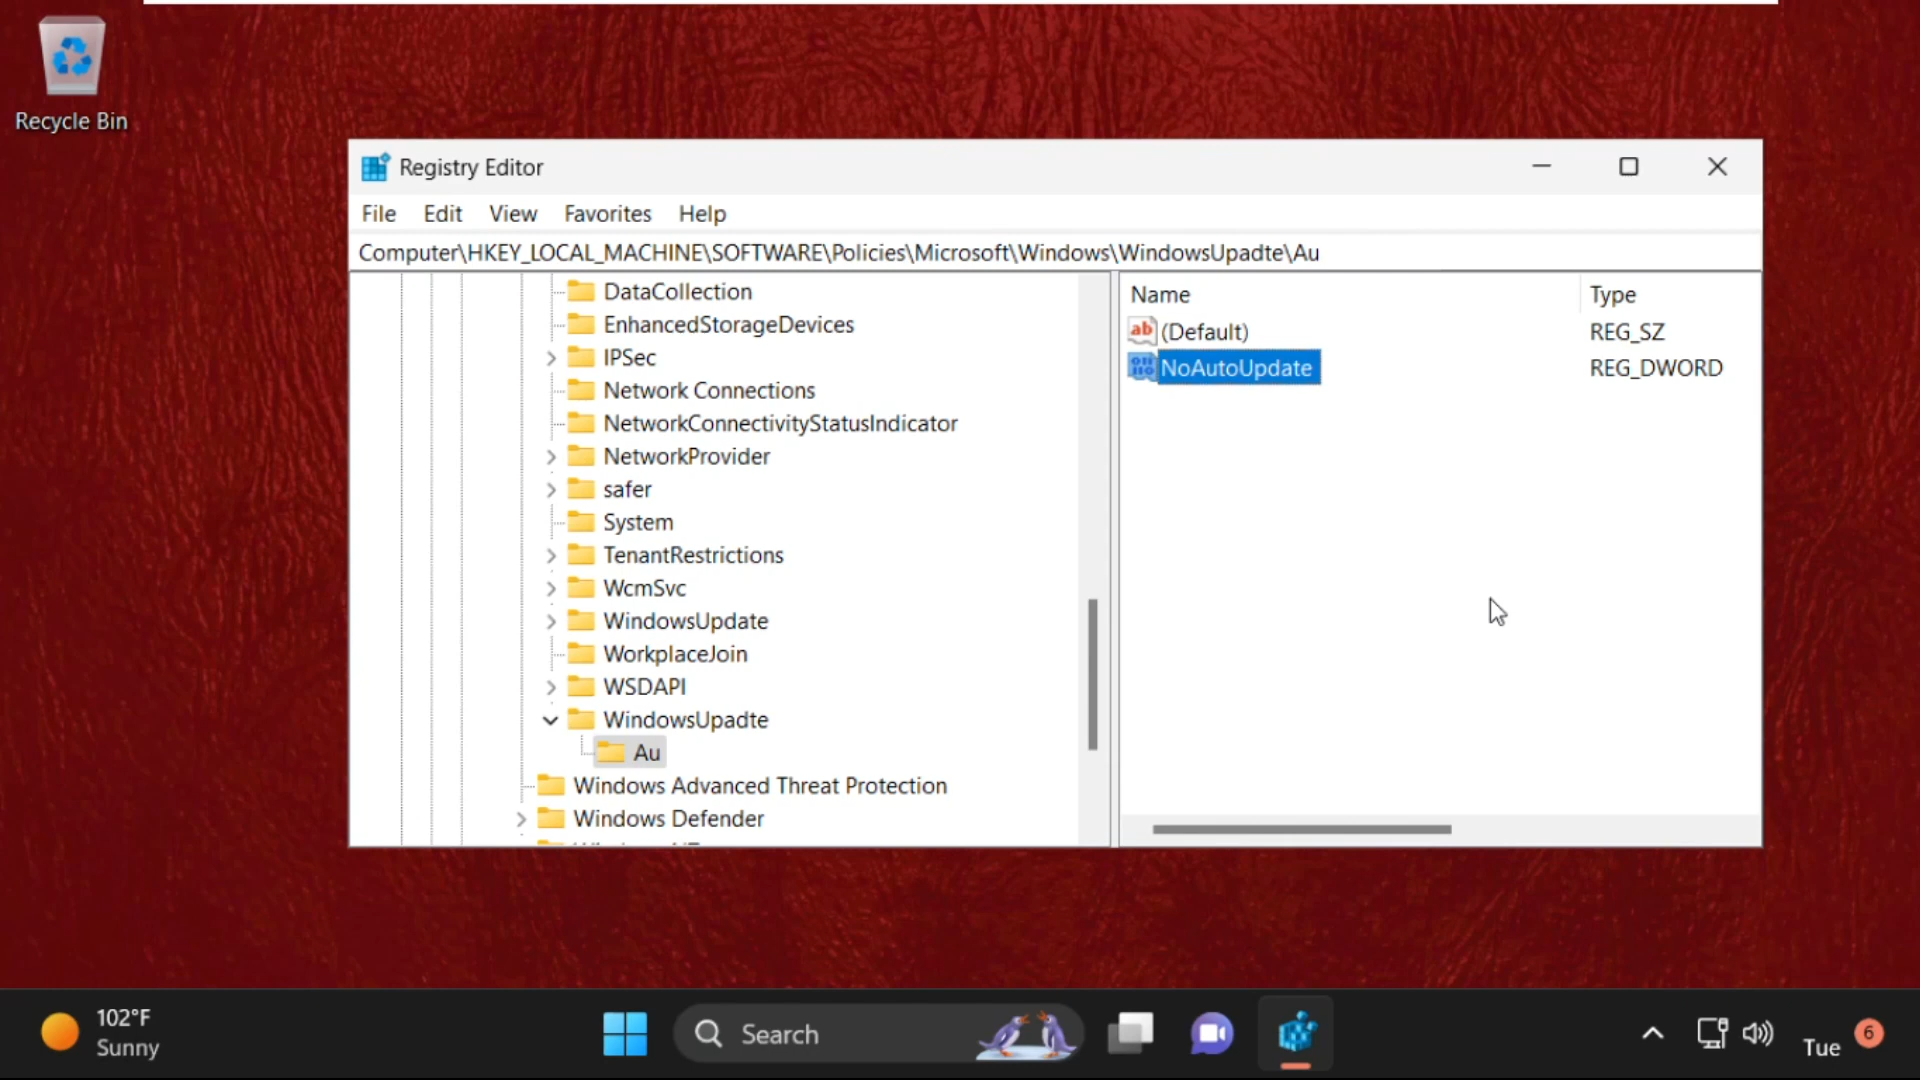 Recycle Bin
Registry Editor
File Edit View Favorites Help
Computer\HKEY_LOCAL_MACHINE\SOFTWARE\Policies\Microsoft\Windows\WindowsUpadte\Au
DataCollection
EnhancedStorageDevices
IPSec
Network Connections
NetworkConnectivityStatusIndicator
NetworkProvider
safer
System
TenantRestrictions
WcmSvc
WindowsUpdate
WorkplaceJoin
WSDAPI
WindowsUpadte
Au
Windows Advanced Threat Protection
Windows Defender
Name Type
ab (Default) REG_SZ
NoAutoUpdate REG_DWORD
102°F
Sunny
Search
Tue 6